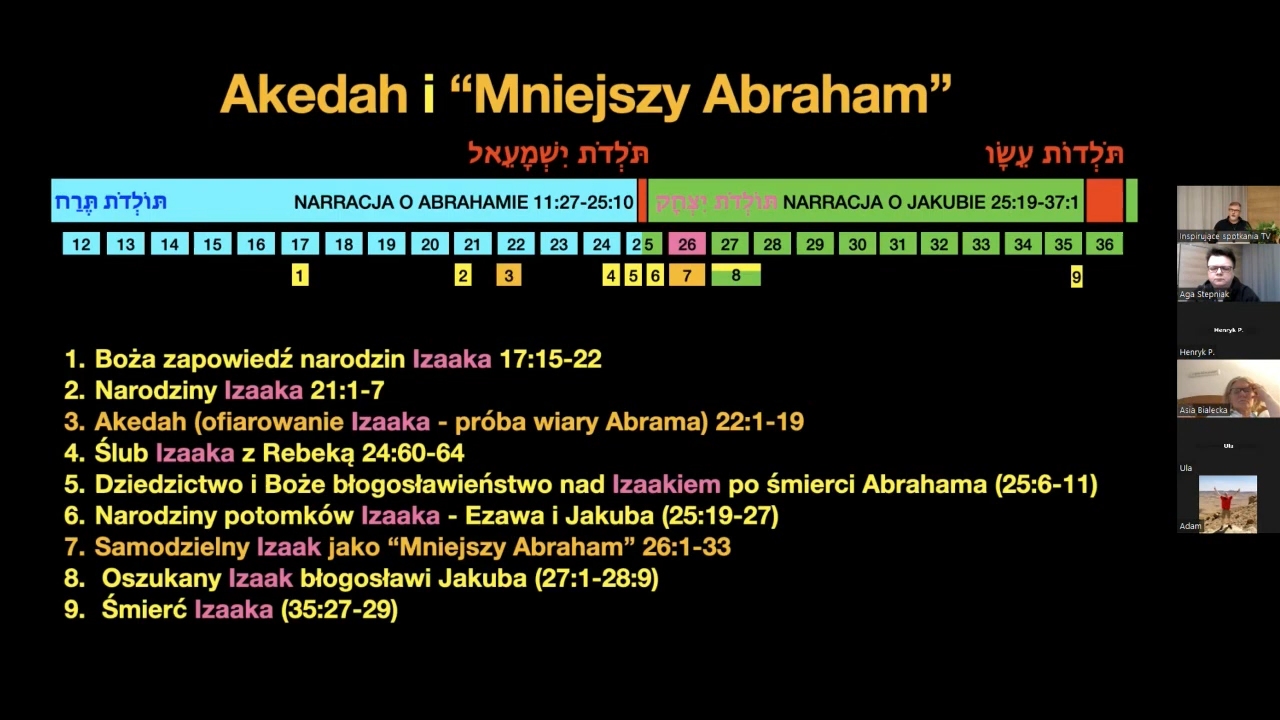 Akedah i “Mniejszy Abraham”
תֹּלְדֹת יִשְׁמָעֵאל
תֹּלְדוֹת עֵשָׂו
תּוֹלְדֹת תֶּרַח NARRACJA O ABRAHAMIE 11:27-25:10
תּוֹלְדֹת יִצְחָק NARRACJA O JAKUBIE 25:19-37:1
12 13 14 15 16 17 18 19 20 21 22 23 24 25 26 27 28 29 30 31 32 33 34 35 36
1 2 3 4 5 6 7 8 9
1. Boża zapowiedź narodzin Izaaka 17:15-22
2. Narodziny Izaaka 21:1-7
3. Akedah (ofiarowanie Izaaka - próba wiary Abrama) 22:1-19
4. Ślub Izaaka z Rebeką 24:60-64
5. Dziedzictwo i Boże błogosławieństwo nad Izaakiem po śmierci Abrahama (25:6-11)
6. Narodziny potomków Izaaka - Ezawa i Jakuba (25:19-27)
7. Samodzielny Izaak jako “Mniejszy Abraham” 26:1-33
8. Oszukany Izaak błogosławi Jakuba (27:1-28:9)
9. Śmierć Izaaka (35:27-29)
Inspirujące spotkania TV
Aga Stepniak
Henryk P.
Henryk P.
Asia Białecka
Ula
Ula
Adam